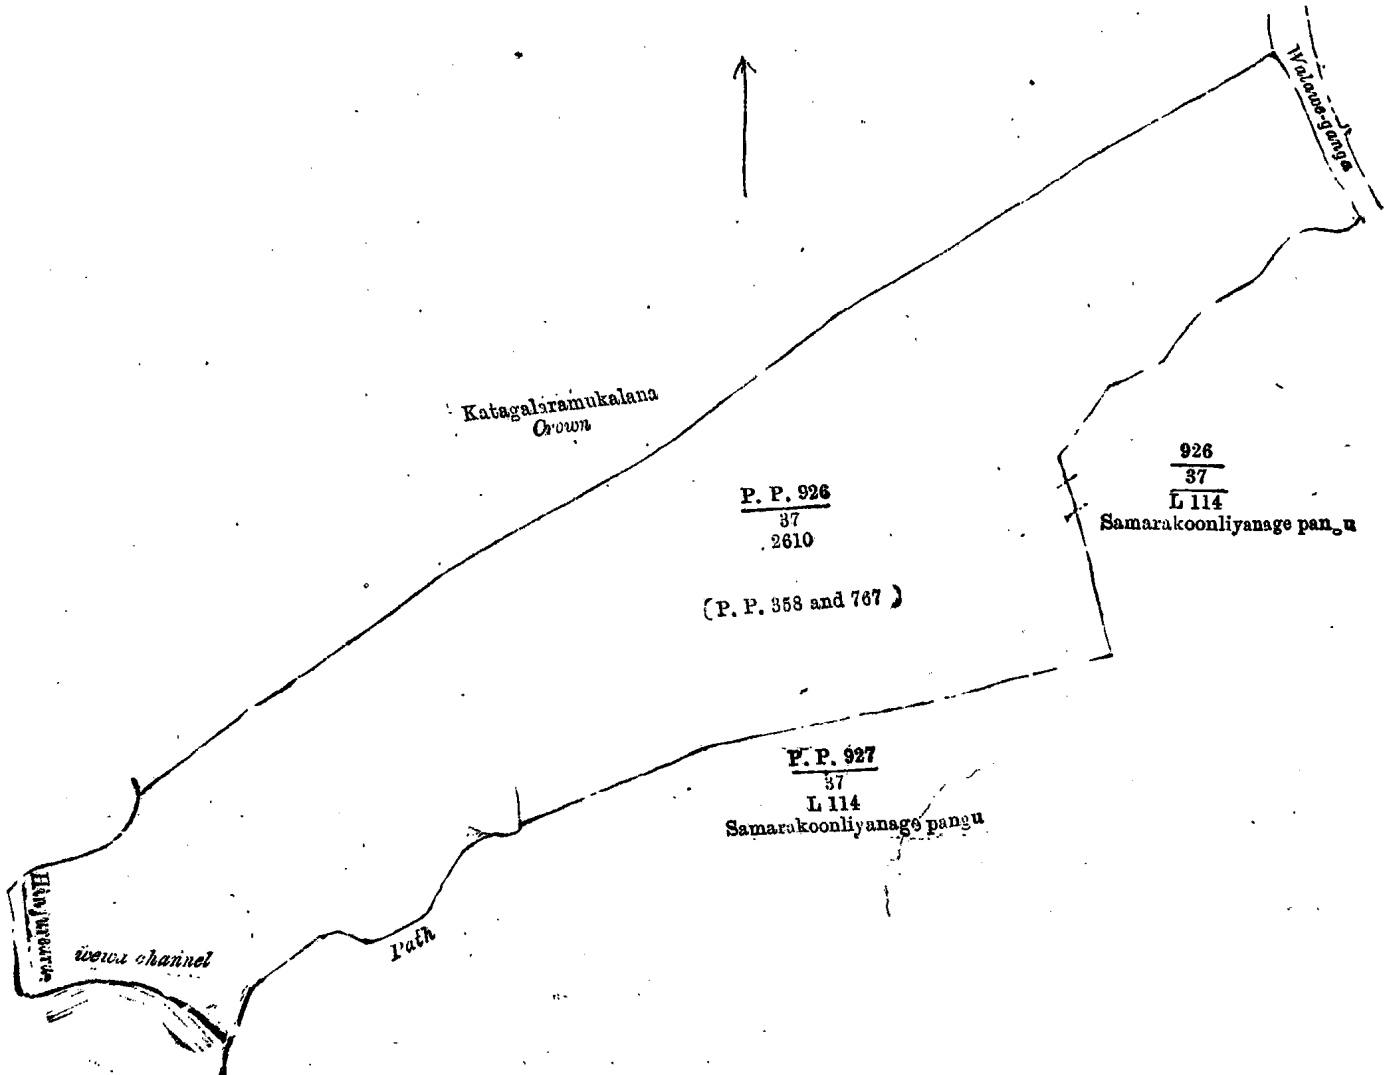 Walawe-ganga
Katagalaramukalana
Crown
P. P. 926
37
2610
(P. P. 358 and 767)
926
37
L 114
Samarakoonliyanage pangu
P. P. 927
37
L 114
Samarakoonliyanage pangu
Path
wewa channel